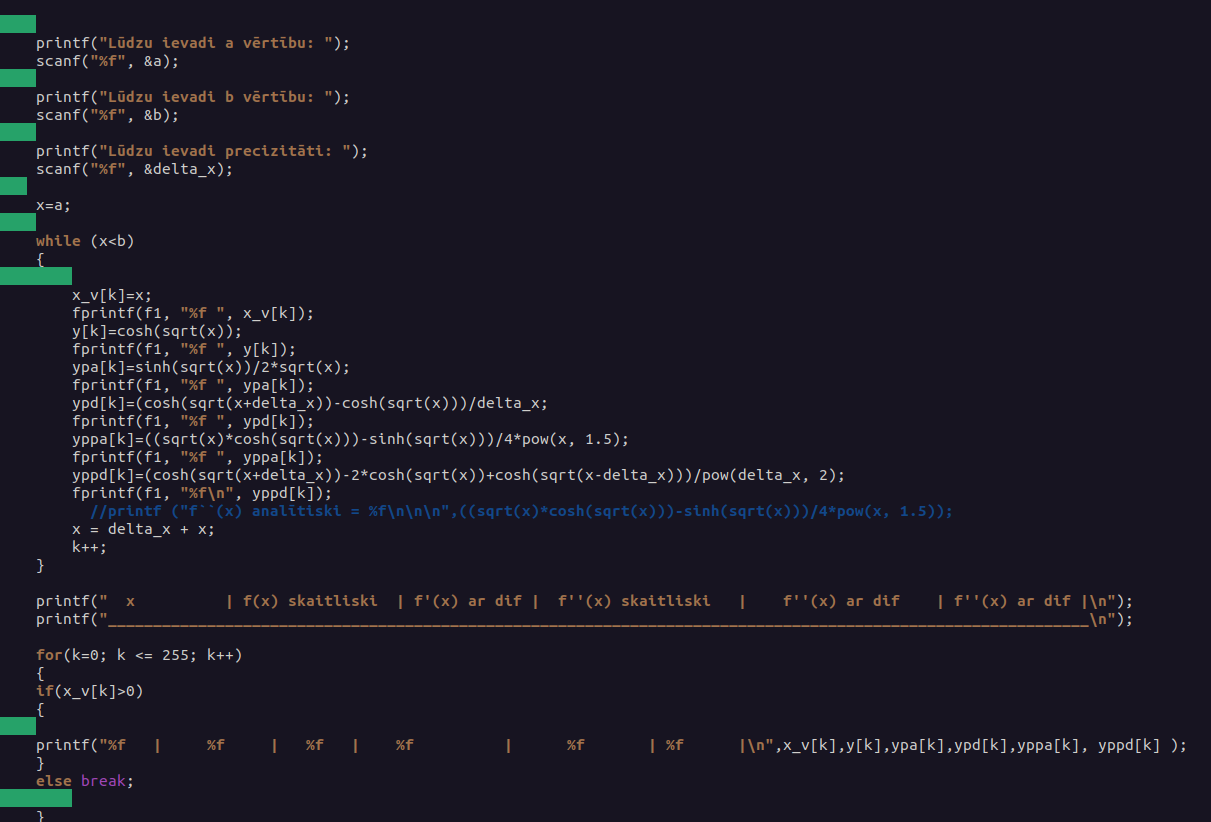 printf("Lūdzu ievadi a vērtību: ");
scanf("%f", &a);
printf("Lūdzu ievadi b vērtību: ");
scanf("%f", &b);
printf("Lūdzu ievadi precizitāti: ");
scanf("%f", &delta_x);
x=a;
while (x<b)
{
x_v[k]=x;
fprintf(f1, "%f ", x_v[k]);
y[k]=cosh(sqrt(x));
fprintf(f1, "%f ", y[k]);
ypa[k]=sinh(sqrt(x))/2*sqrt(x);
fprintf(f1, "%f ", ypa[k]);
ypd[k]=(cosh(sqrt(x+delta_x))-cosh(sqrt(x)))/delta_x;
fprintf(f1, "%f ", ypd[k]);
yppa[k]=((sqrt(x)*cosh(sqrt(x)))-sinh(sqrt(x)))/4*pow(x, 1.5);
fprintf(f1, "%f ", yppa[k]);
yppd[k]=(cosh(sqrt(x+delta_x))-2*cosh(sqrt(x))+cosh(sqrt(x-delta_x)))/pow(delta_x, 2);
fprintf(f1, "%f\n", yppd[k]);
//printf ("f``(x) analītiski = %f\n\n\n",((sqrt(x)*cosh(sqrt(x)))-sinh(sqrt(x)))/4*pow(x, 1.5));
x = delta_x + x;
k++;
}
printf("  x          | f(x) skaitliski  | f'(x) ar dif |  f''(x) skaitliski   |    f''(x) ar dif    | f''(x) ar dif |\n");
printf("_____________________________________________________________________________________________________________\n");
for(k=0; k <= 255; k++)
{
if(x_v[k]>0)
{
printf("%f   |     %f     |   %f   |    %f          |      %f       | %f      |\n",x_v[k],y[k],ypa[k],ypd[k],yppa[k], yppd[k] );
}
else break;
}